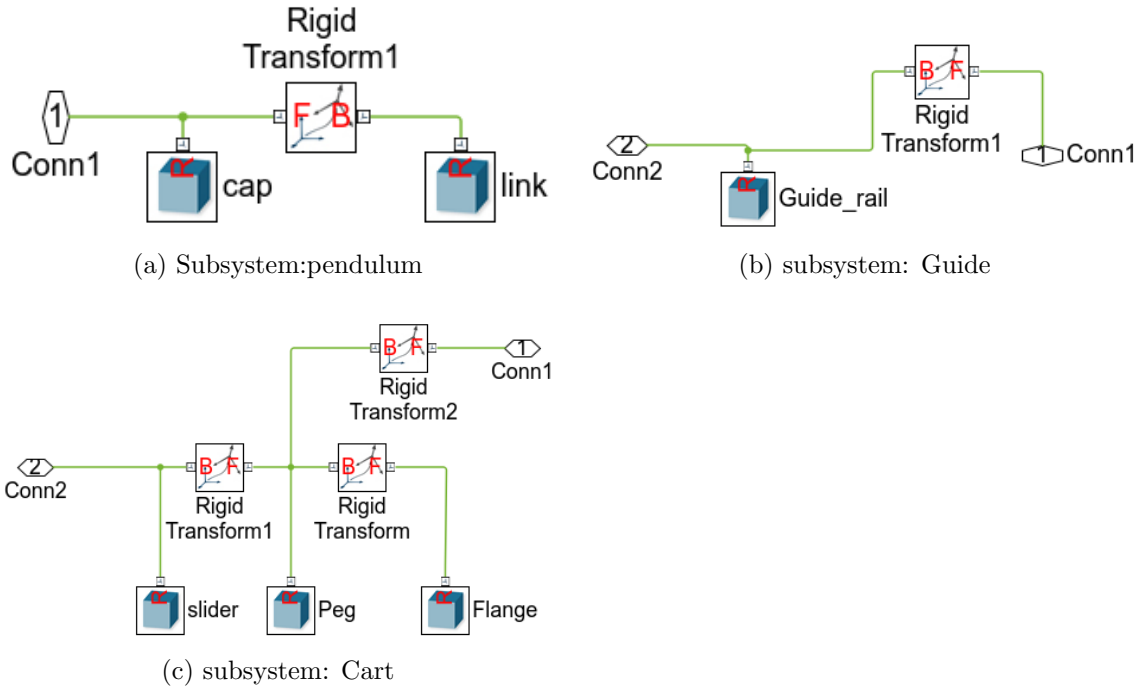 Rigid
Transform1
1
F B
Conn1
R
cap
R
link
(a) Subsystem:pendulum
B F
Rigid
Transform1
2
Conn2
1
Conn1
R
Guide_rail
(b) subsystem: Guide
B F
1
Conn1
Rigid
Transform2
2
Conn2
B F
B F
Rigid
Transform1
Rigid
Transform
R
slider
R
Peg
R
Flange
(c) subsystem: Cart